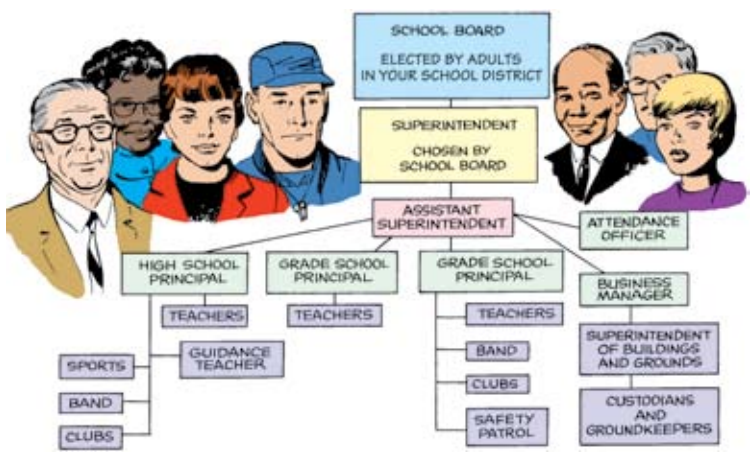 SCHOOL BOARD
ELECTED BY ADULTS
IN YOUR SCHOOL DISTRICT
SUPERINTENDENT
CHOSEN BY
SCHOOL BOARD
ASSISTANT
SUPERINTENDENT
ATTENDANCE
OFFICER
HIGH SCHOOL
PRINCIPAL
GRADE SCHOOL
PRINCIPAL
GRADE SCHOOL
PRINCIPAL
BUSINESS
MANAGER
TEACHERS
TEACHERS
TEACHERS
GUIDANCE
TEACHER
SPORTS
BAND
CLUBS
BAND
CLUBS
SAFETY
PATROL
SUPERINTENDENT
OF BUILDINGS
AND GROUNDS
CUSTODIANS
AND
GROUNDKEEPERS